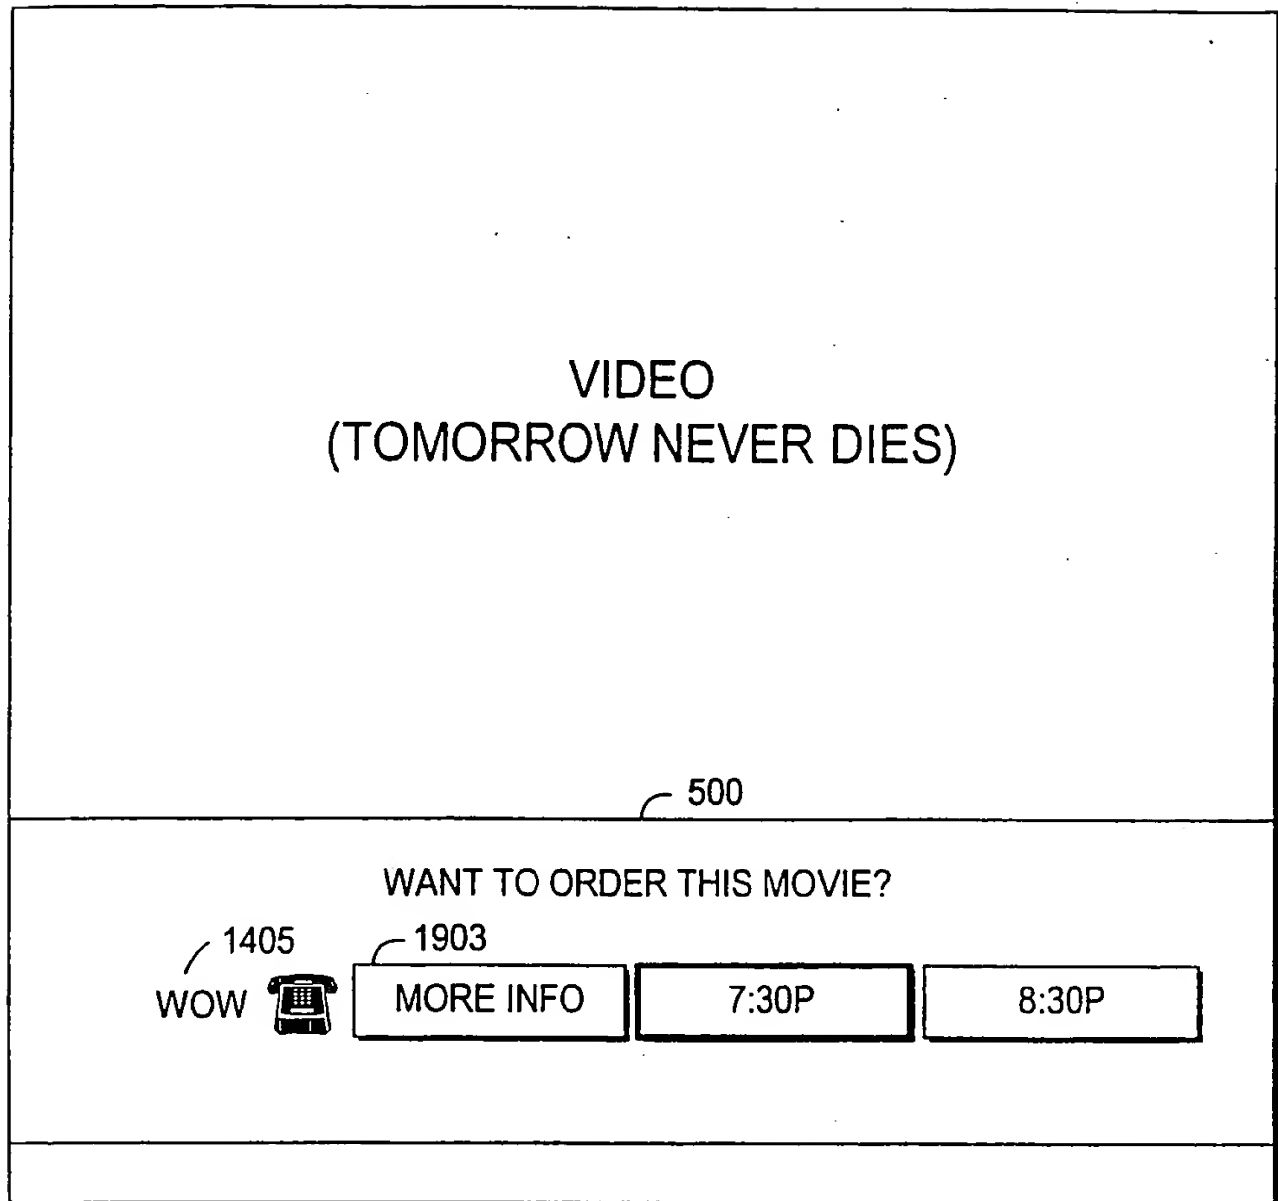 VIDEO
(TOMORROW NEVER DIES)
500
WANT TO ORDER THIS MOVIE?
1405
1903
WOW MORE INFO 7:30P 8:30P